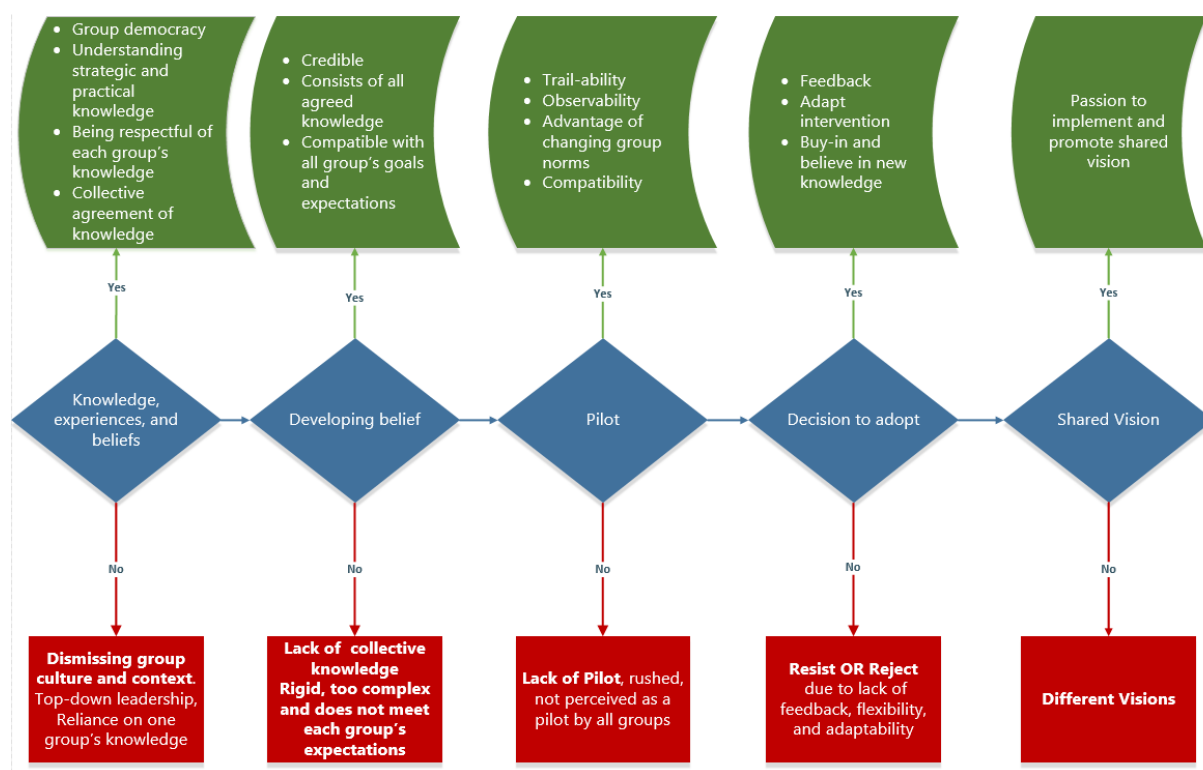 • Group democracy
• Understanding
strategic and
practical
knowledge
• Being respectful of
each group's
knowledge
• Collective
agreement of
knowledge
• Credible
• Consists of all
agreed
knowledge
• Compatible with
all group's goals
and
expectations
• Trail-ability
• Observability
• Advantage of
changing group
norms
• Compatibility
• Feedback
• Adapt
intervention
• Buy-in and
believe in new
knowledge
Passion to
implement and
promote shared
vision
Yes
Yes
Yes
Yes
Yes
Knowledge,
experiences, and
beliefs
Developing belief
Pilot
Decision to adopt
Shared Vision
No
No
No
No
No
Dismissing group
culture and context.
Top-down leadership,
Reliance on one
group's knowledge
Lack of collective
knowledge
Rigid, too complex
and does not meet
each group's
expectations
Lack of Pilot, rushed,
not perceived as a
pilot by all groups
Resist OR Reject
due to lack of
feedback, flexibility,
and adaptability
Different Visions